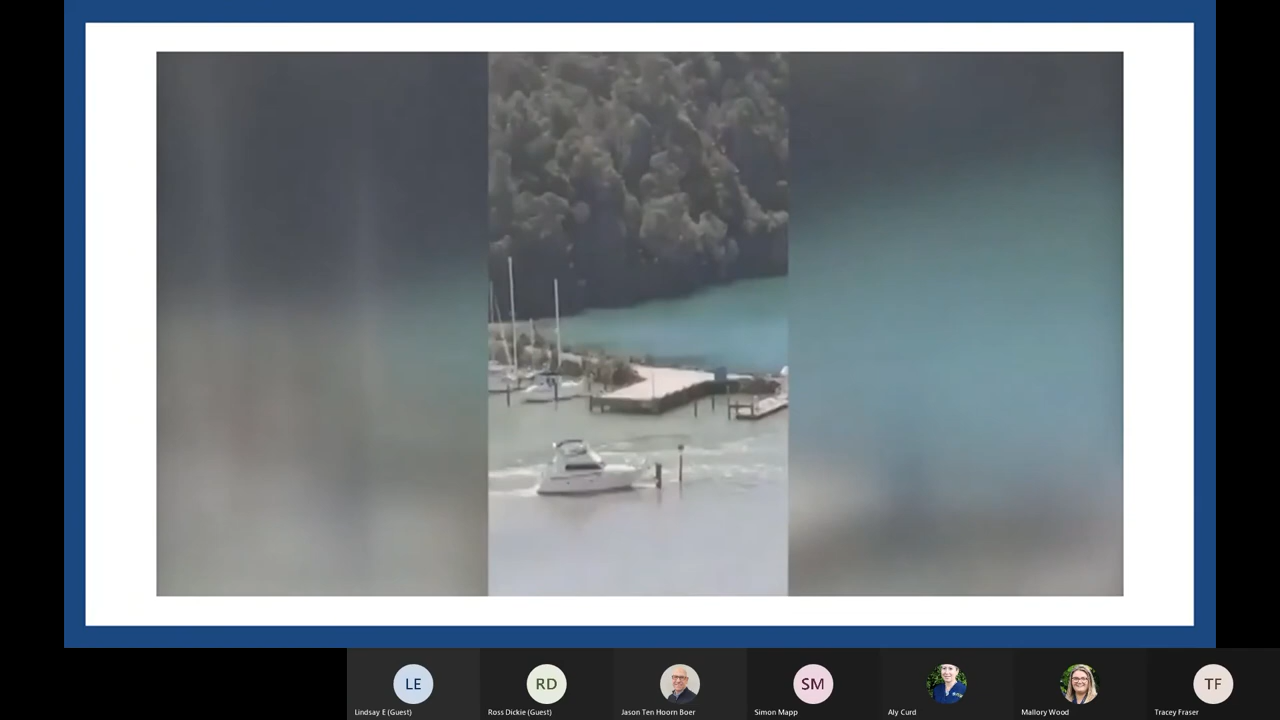 LE
RD
SM
TF
Lindsay E (Guest)
Ross Dickie (Guest)
Jason Ten Hoorn Boer
Simon Mapp
Aly Curd
Mallory Wood
Tracey Fraser